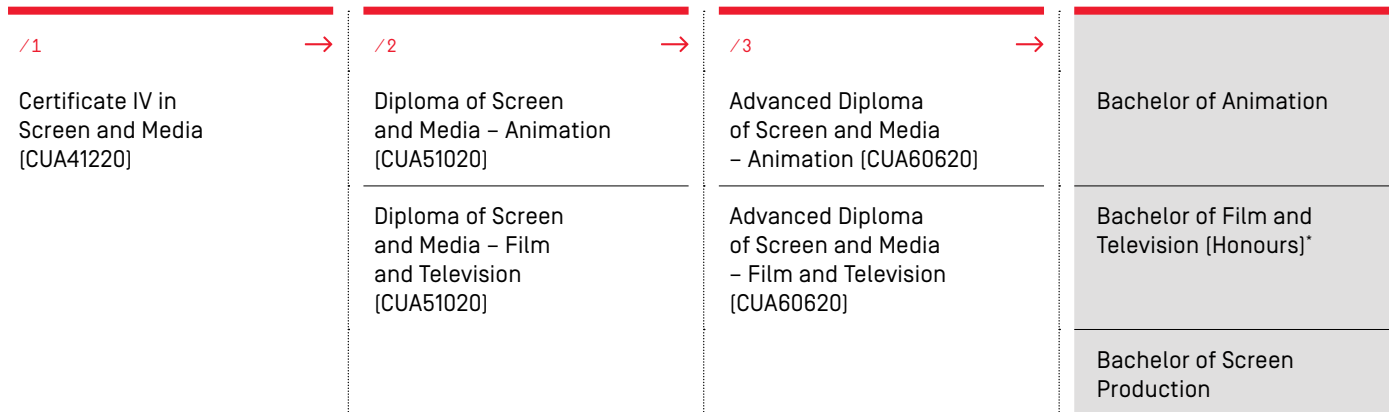 /1 →
Certificate IV in
Screen and Media
(CUA41220)
/2 →
Diploma of Screen
and Media – Animation
(CUA51020)
Diploma of Screen
and Media – Film
and Television
(CUA51020)
/3 →
Advanced Diploma
of Screen and Media
– Animation (CUA60620)
Advanced Diploma
of Screen and Media
– Film and Television
(CUA60620)
Bachelor of Animation
Bachelor of Film and
Television (Honours)*
Bachelor of Screen
Production